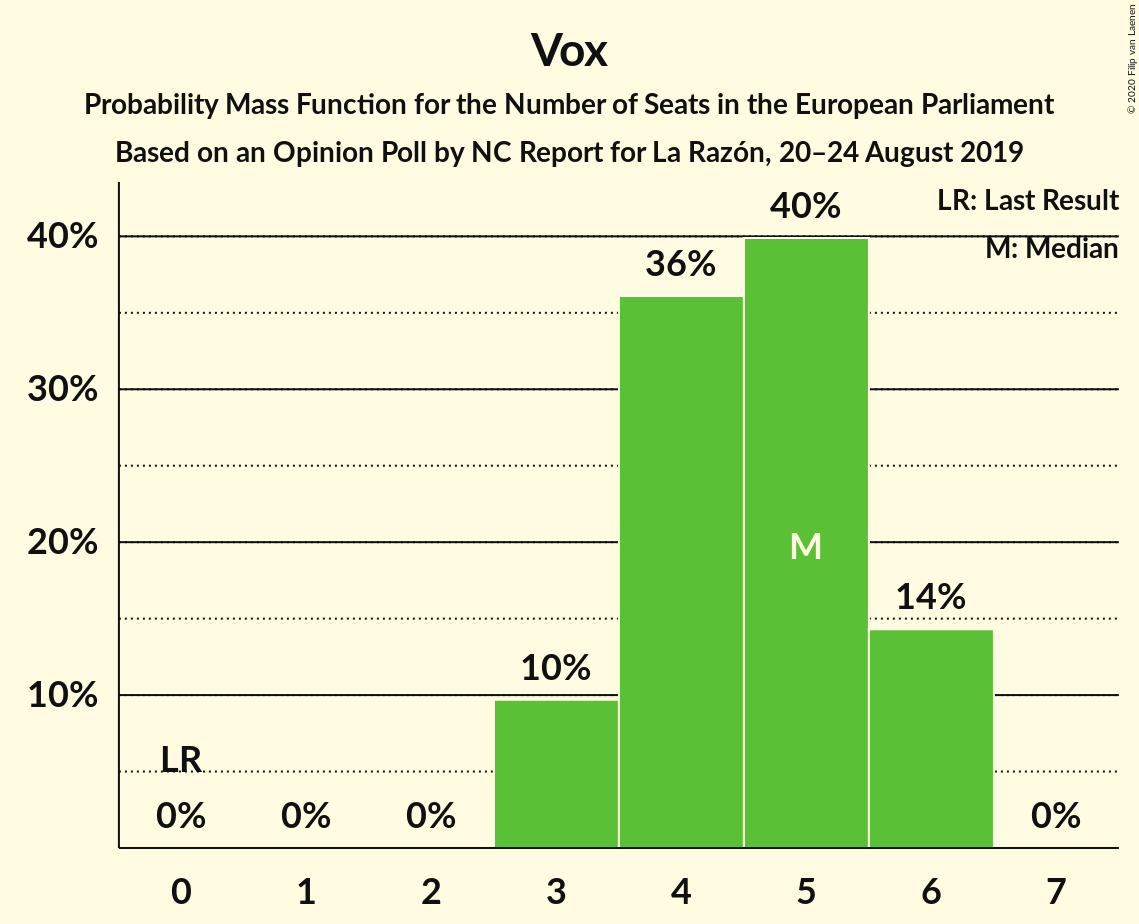 Vox
Probability Mass Function for the Number of Seats in the European Parliament
Based on an Opinion Poll by NC Report for La Razón, 20–24 August 2019
© 2020 Filip van Laenen
LR: Last Result
M: Median
40%
30%
20%
10%
40%
36%
M
14%
10%
LR
0%
0%
0%
0%
0 1 2 3 4 5 6 7